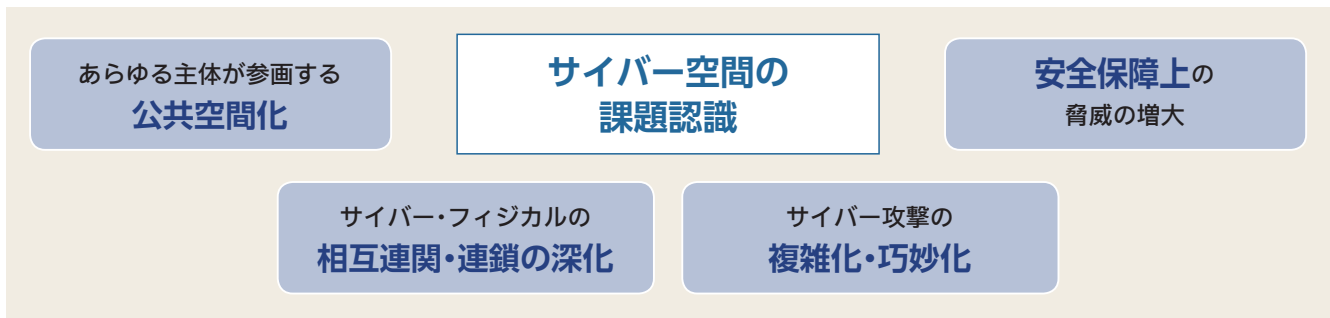 あらゆる主体が参画する
公共空間化
サイバー空間の
課題認識
安全保障上の
脅威の増大
サイバー・フィジカルの
相互連関・連鎖の深化
サイバー攻撃の
複雑化・巧妙化